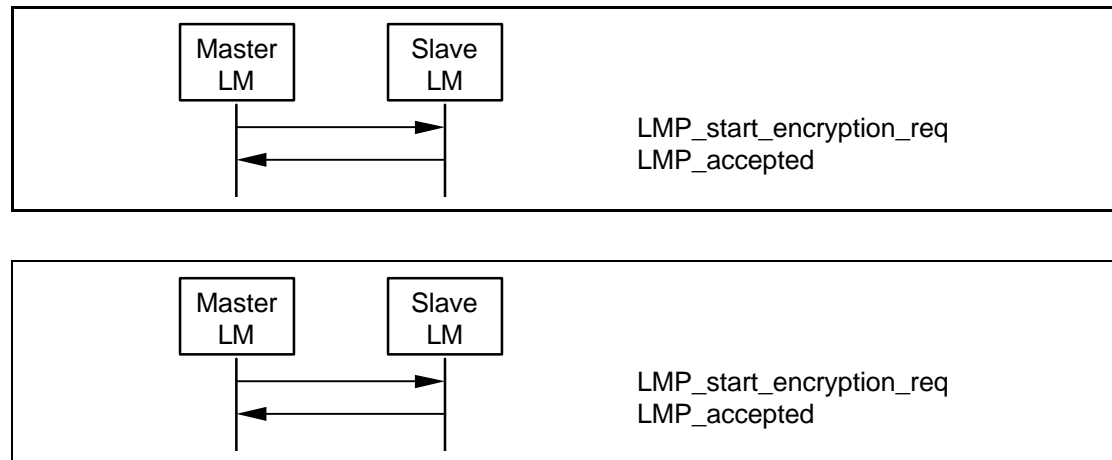 Master
LM
Slave
LM
LMP_start_encryption_req
LMP_accepted
Master
LM
Slave
LM
LMP_start_encryption_req
LMP_accepted